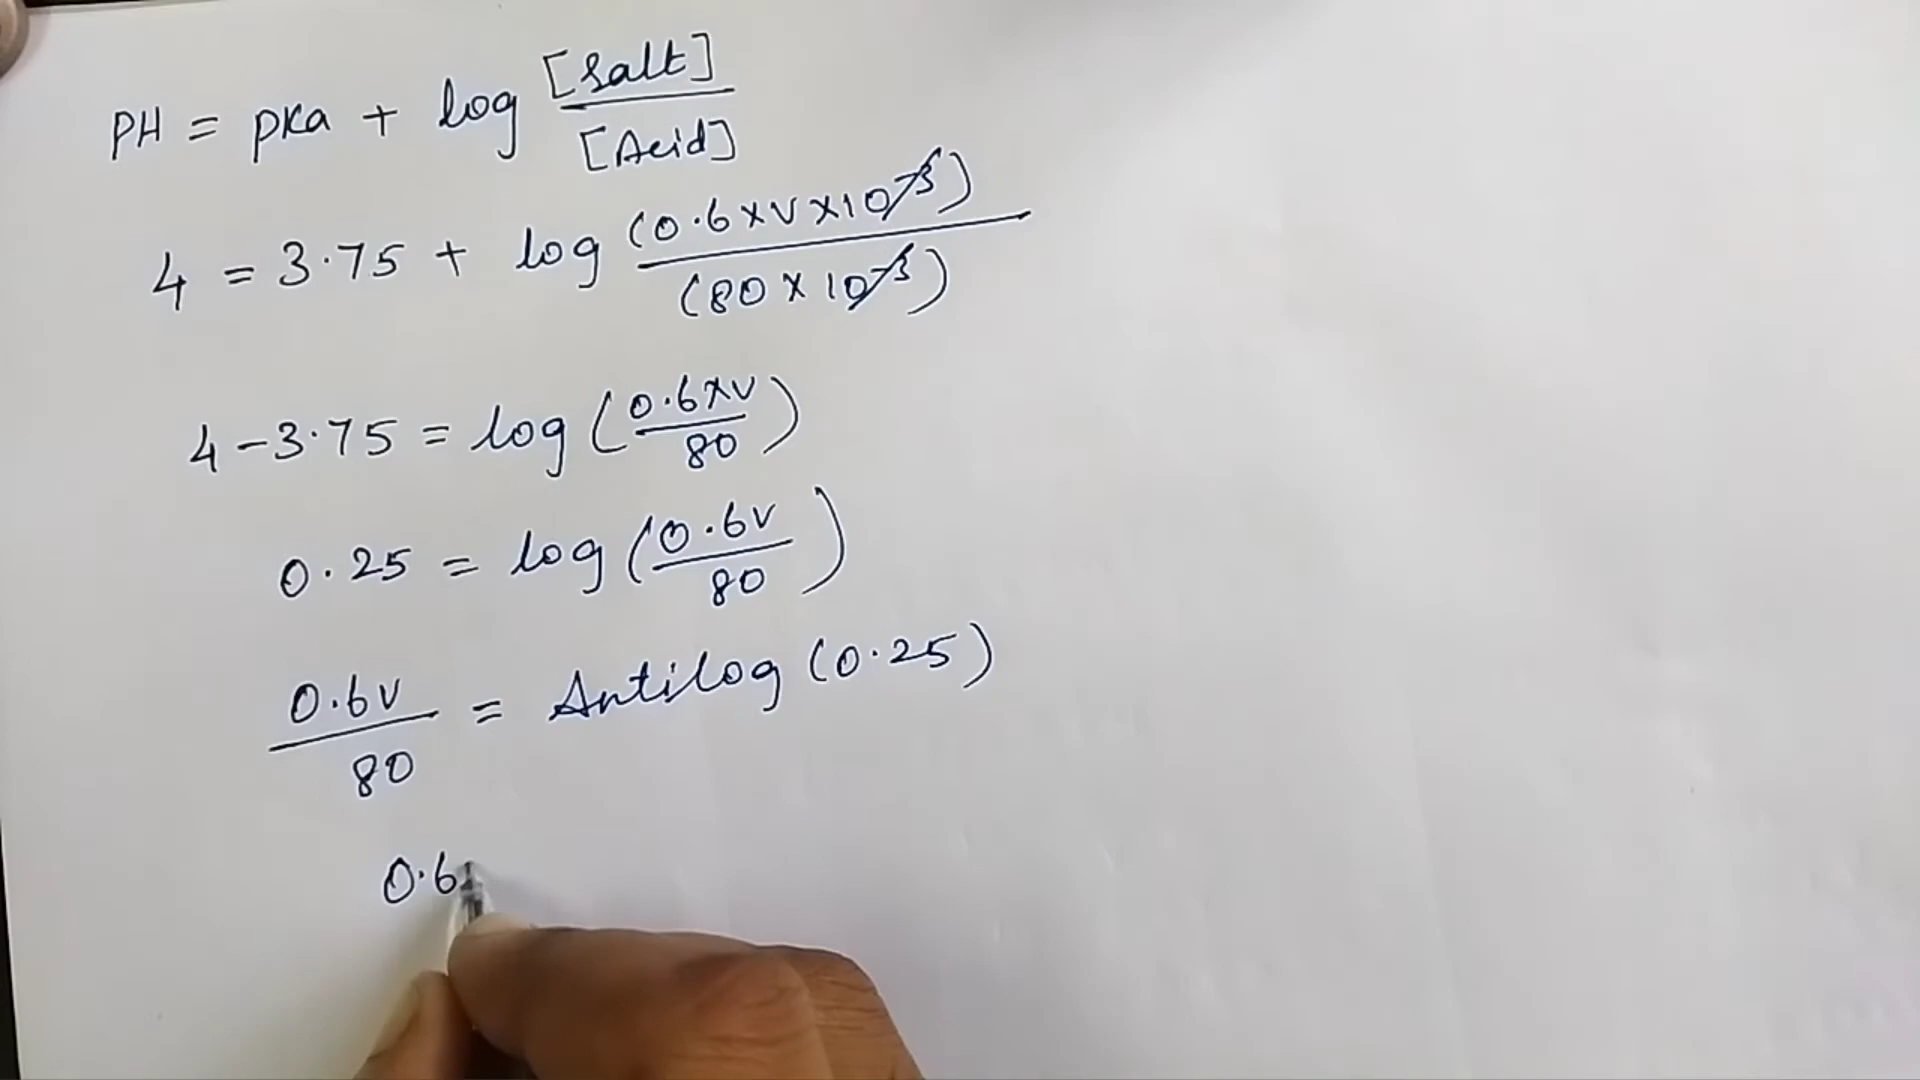 PH = pKa + log [Salt] / [Acid]
4 = 3.75 + log (0.6 x V x 10^-3) / (80 x 10^-3)
4 - 3.75 = log (0.6 x V / 80)
0.25 = log (0.6V / 80)
0.6V / 80 = Antilog (0.25)
0.6